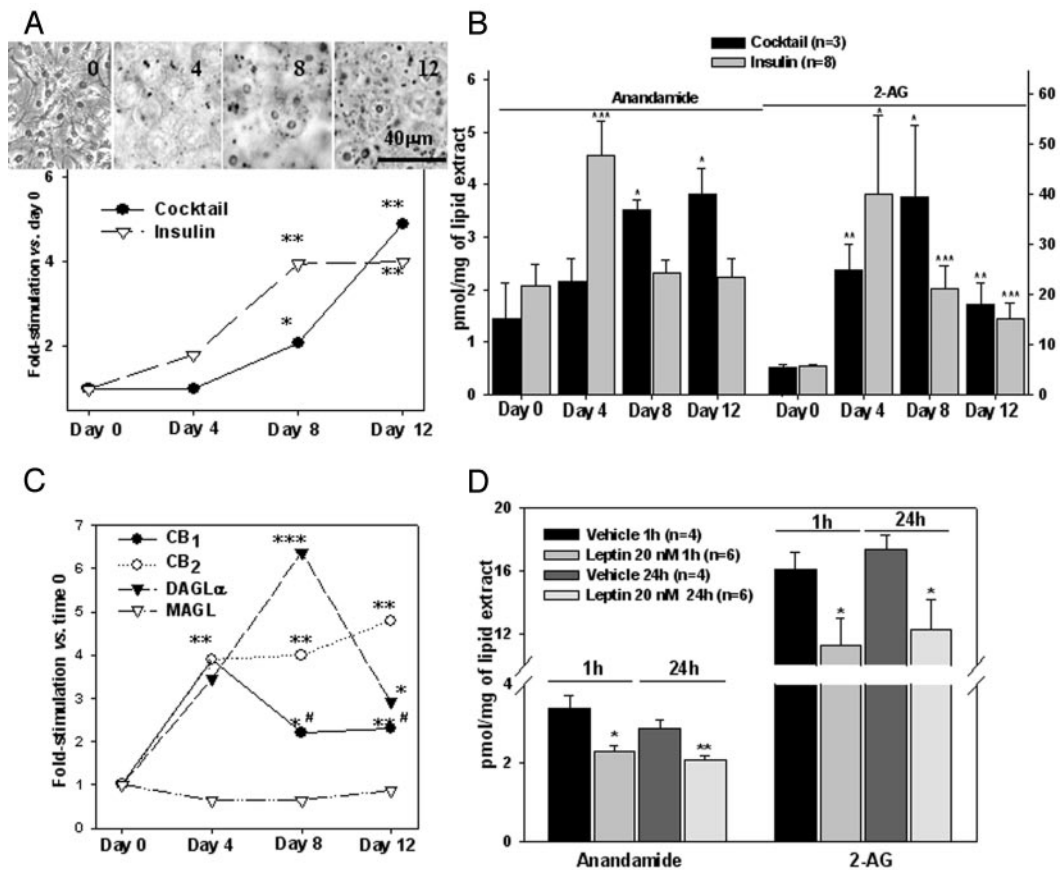 A
0 4 8 12
40µm
6
4
2
Fold-stimulation vs. day 0
Cocktail
Insulin
**
**
**
*
Day 0 Day 4 Day 8 Day 12
B
Cocktail (n=3)
Insulin (n=8)
Anandamide 2-AG
pmol/mg of lipid extract
6
5
4
3
2
1
0
60
50
40
30
20
10
0
^^^
^
^
^^
^
^
^^^
^^
^^^
Day 0 Day 4 Day 8 Day 12 Day 0 Day 4 Day 8 Day 12
C
Fold-stimulation vs. time 0
7
6
5
4
3
2
1
0
CB1
CB2
DAGLα
MAGL
***
**
**
**
*
*#
**#
Day 0 Day 4 Day 8 Day 12
D
pmol/mg of lipid extract
20
16
12
4
2
0
Vehicle 1h (n=4)
Leptin 20 nM 1h (n=6)
Vehicle 24h (n=4)
Leptin 20 nM 24h (n=6)
1h 24h
1h 24h
*
**
*
*
Anandamide 2-AG